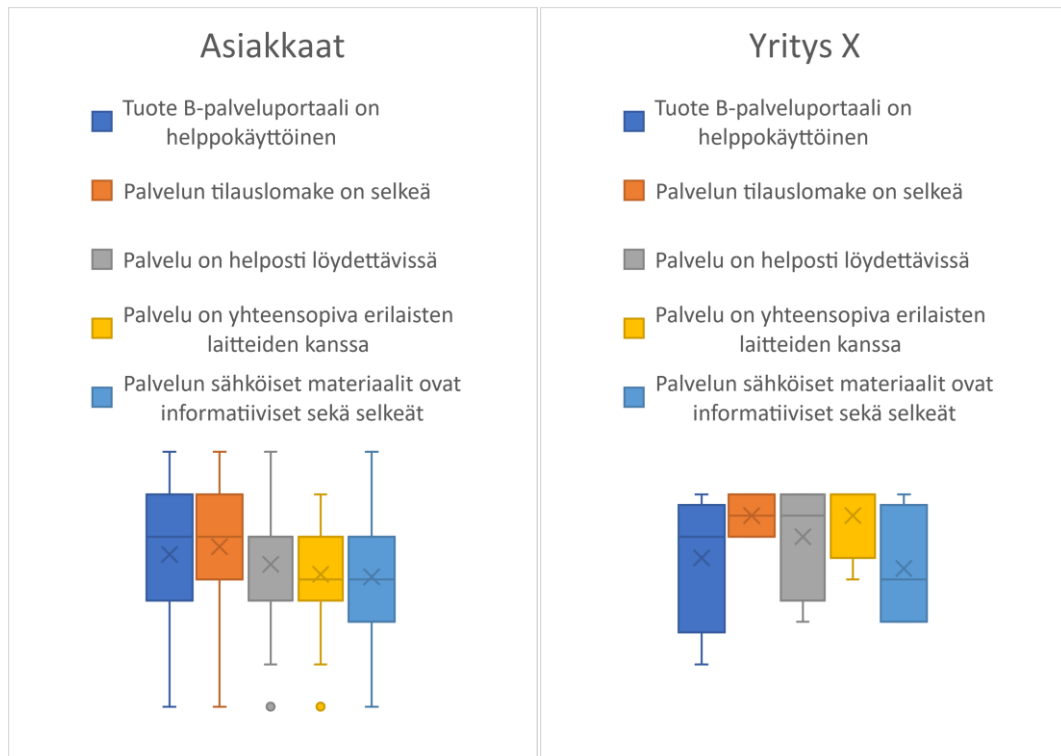 Asiakkaat
Tuote B-palveluportaali on
helppokäyttöinen
Palvelun tilauslomake on selkeä
Palvelu on helposti löydettävissä
Palvelu on yhteensopiva erilaisten
laitteiden kanssa
Palvelun sähköiset materiaalit ovat
informatiiviset sekä selkeät
Yritys X
Tuote B-palveluportaali on
helppokäyttöinen
Palvelun tilauslomake on selkeä
Palvelu on helposti löydettävissä
Palvelu on yhteensopiva erilaisten
laitteiden kanssa
Palvelun sähköiset materiaalit ovat
informatiiviset sekä selkeät